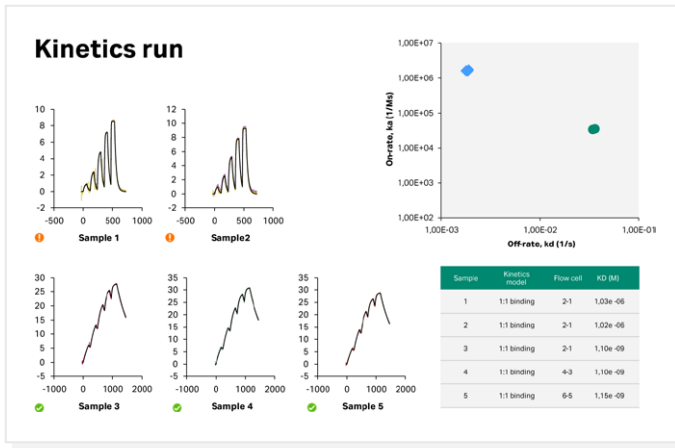 Kinetics run
10
8
6
4
2
0
-2
-500 0 500 1000
Sample 1
12
10
8
6
4
2
0
-2
-500 0 500 1000
Sample2
30
25
20
15
10
5
0
-5
-1000 0 1000 2000
Sample 3
35
30
25
20
15
10
5
0
-5
-1000 0 1000 2000
Sample 4
35
30
25
20
15
10
5
0
-5
-1000 0 1000 2000
Sample 5
On-rate, ka (1/Ms)
1,00E+07
1,00E+06
1,00E+05
1,00E+04
1,00E+03
1,00E+02
1,00E-03 1,00E-02 1,00E-01
Off-rate, kd (1/s)
Sample Kinetics model Flow cell KD (M)
1 1:1 binding 2-1 1,03e -06
2 1:1 binding 2-1 1,02e -06
3 1:1 binding 2-1 1,10e -09
4 1:1 binding 4-3 1,10e -09
5 1:1 binding 6-5 1,15e -09